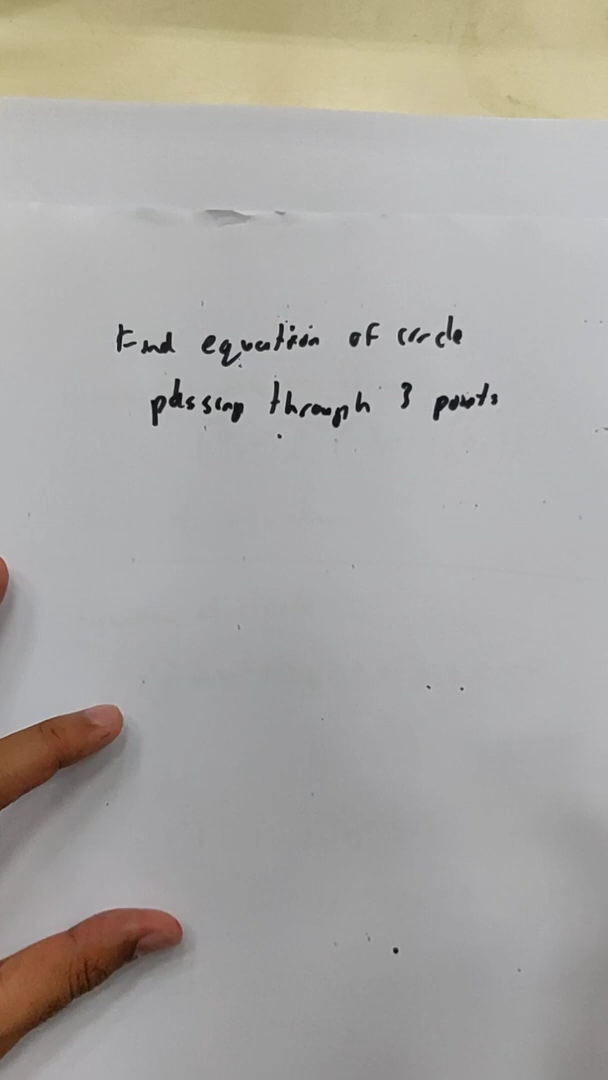 Find equation of circle
passing through 3 points